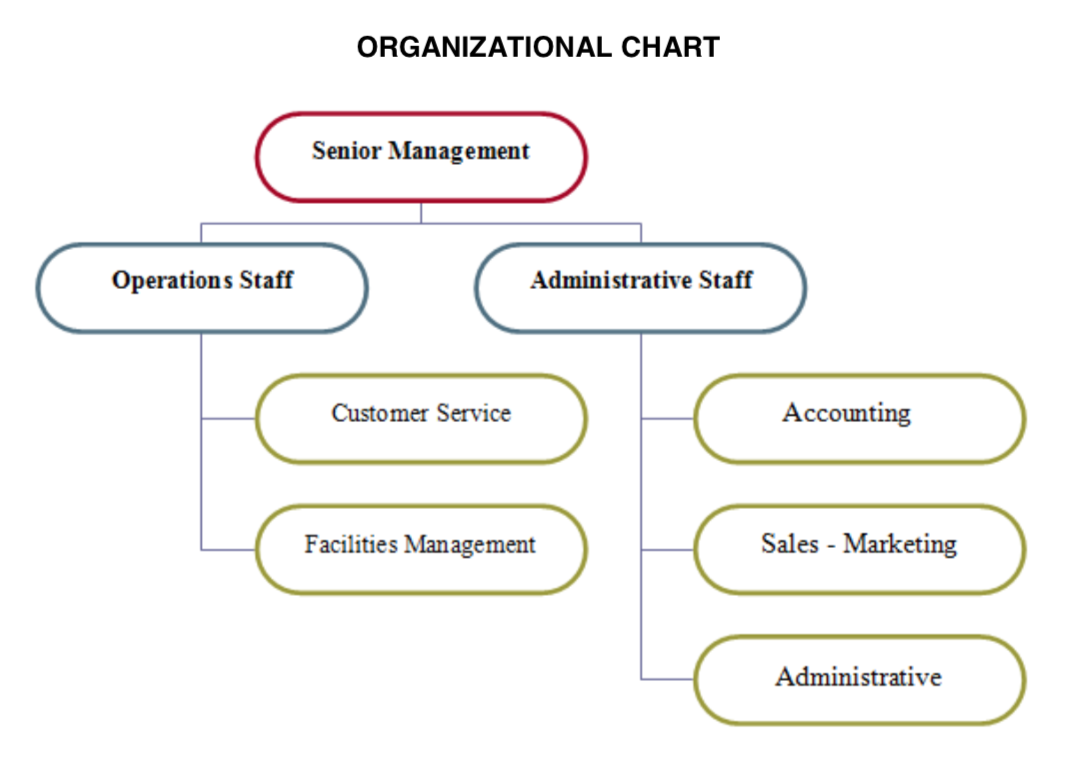 ORGANIZATIONAL CHART
Senior Management
Operations Staff
Administrative Staff
Customer Service
Accounting
Facilities Management
Sales - Marketing
Administrative